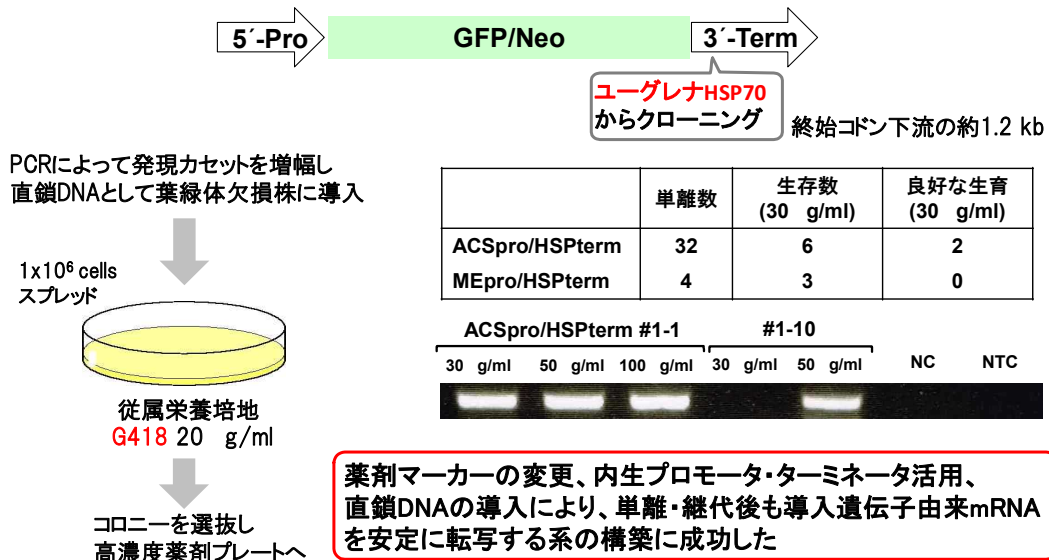 5´-Pro GFP/Neo 3´-Term
ユーグレナHSP70
からクローニング
終始コドン下流の約1.2 kb
PCRによって発現カセットを増幅し
直鎖DNAとして葉緑体欠損株に導入
1x10⁶ cells
スプレッド
従属栄養培地
G418 20 g/ml
コロニーを選抜し
高濃度薬剤プレートへ
単離数 生存数 (30 g/ml) 良好な生育 (30 g/ml)
ACSpro/HSPterm 32 6 2
MEpro/HSPterm 4 3 0
ACSpro/HSPterm #1-1 #1-10
30 g/ml 50 g/ml 100 g/ml 30 g/ml 50 g/ml NC NTC
薬剤マーカーの変更、内生プロモータ・ターミネータ活用、
直鎖DNAの導入により、単離・継代後も導入遺伝子由来mRNA
を安定に転写する系の構築に成功した